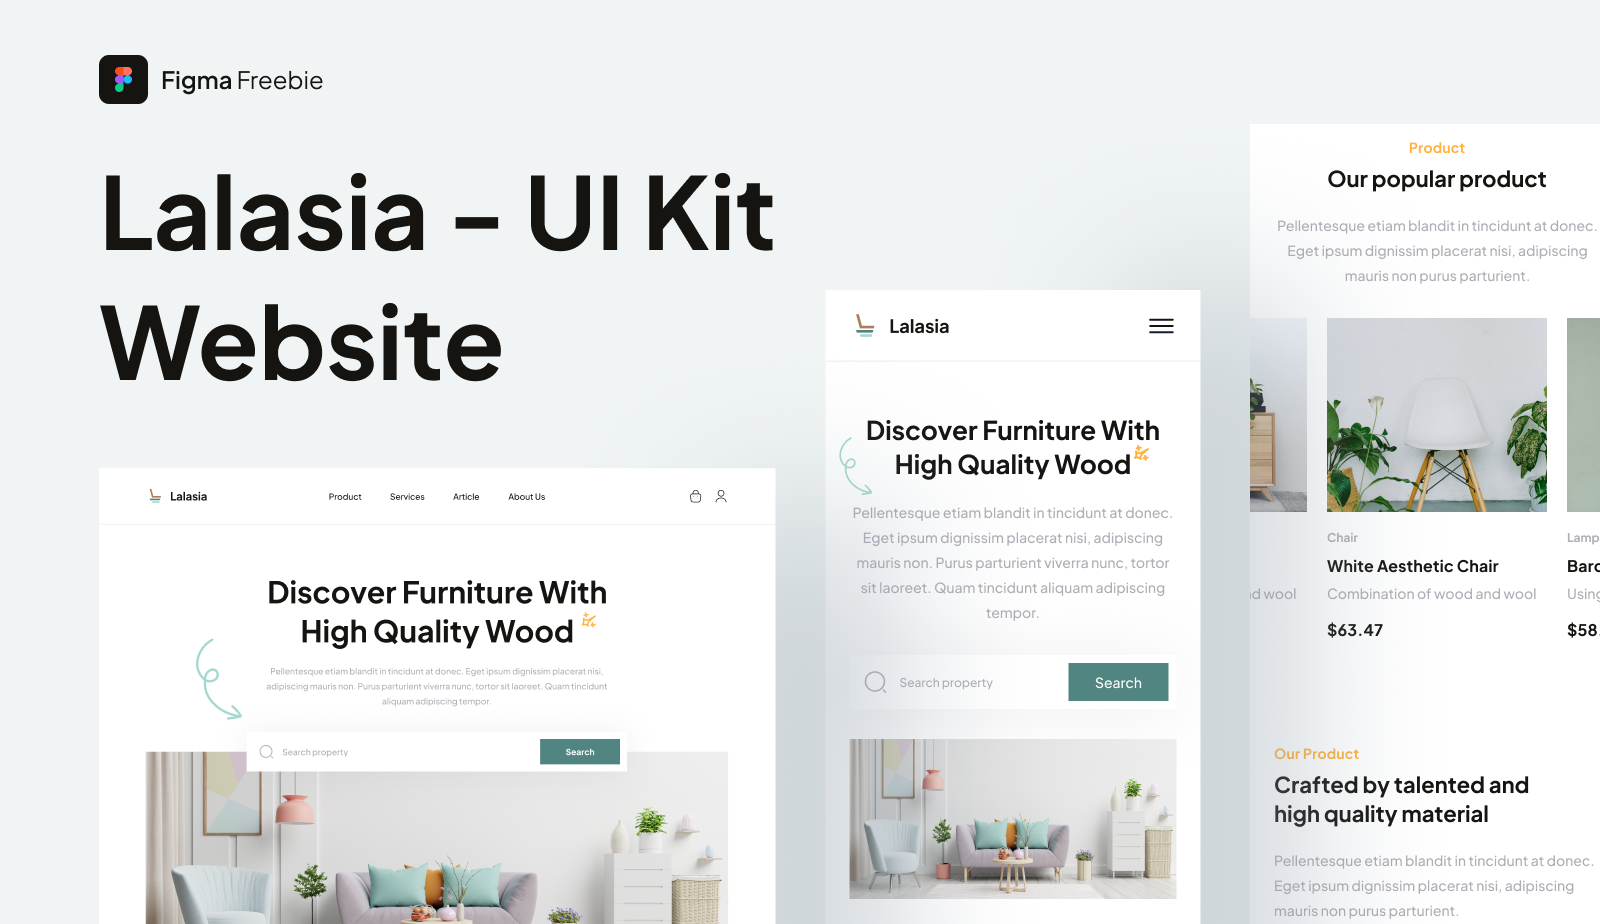 Figma Freebie
Lalasia – UI Kit
Website
Lalasia
Product
Services
Article
About Us
Discover Furniture With
High Quality Wood
Pellentesque etiam blandit in tincidunt at donec. Eget ipsum dignissim placerat nisi,
adipiscing mauris non. Purus parturient viverra nunc, tortor sit laoreet. Quam tincidunt
aliquam adipiscing tempor.
Search property
Search
Lalasia
Discover Furniture With
High Quality Wood
Pellentesque etiam blandit in tincidunt at donec.
Eget ipsum dignissim placerat nisi, adipiscing
mauris non. Purus parturient viverra nunc, tortor
sit laoreet. Quam tincidunt aliquam adipiscing
tempor.
Search property
Search
Product
Our popular product
Pellentesque etiam blandit in tincidunt at donec.
Eget ipsum dignissim placerat nisi, adipiscing
mauris non purus parturient.
wool
Chair
White Aesthetic Chair
Combination of wood and wool
$63.47
Lamp
$58
Our Product
Crafted by talented and
high quality material
Pellentesque etiam blandit in tincidunt at donec.
Eget ipsum dignissim placerat nisi, adipiscing
mauris non purus parturient.